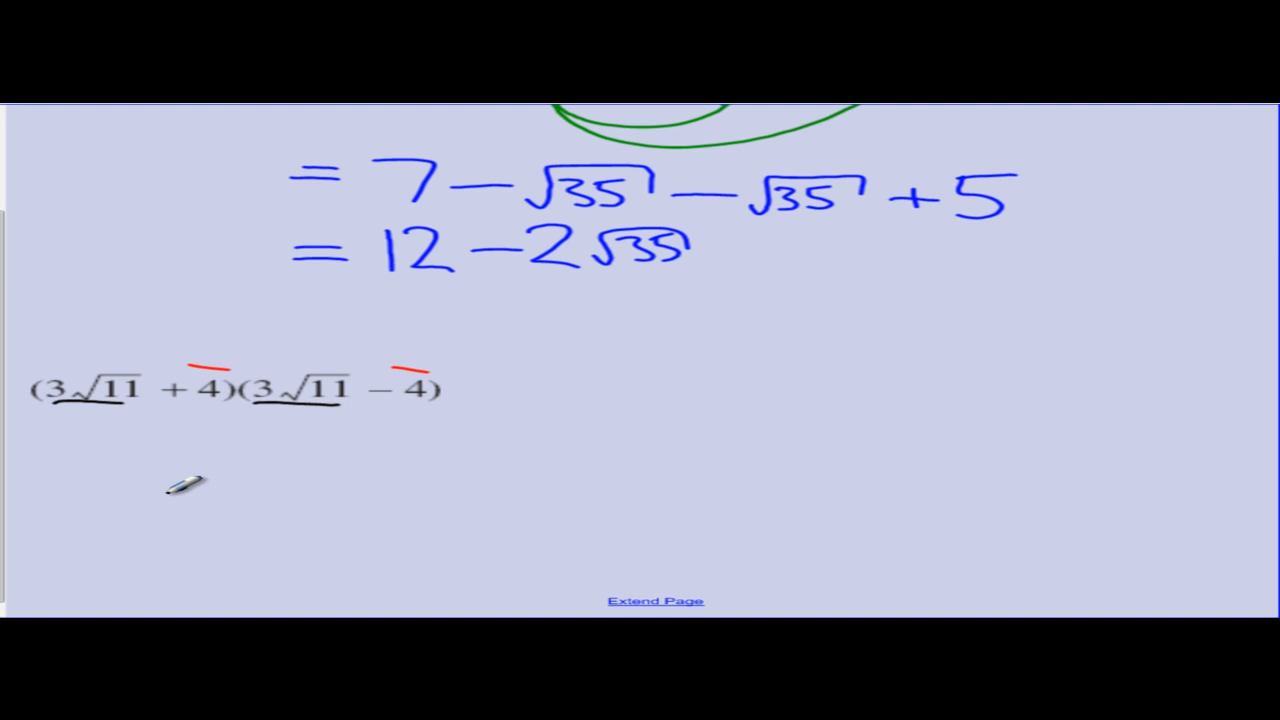 = 7 − √35 − √35 + 5
= 12 − 2√35
(3√11 + 4)(3√11 − 4)
Extend Page